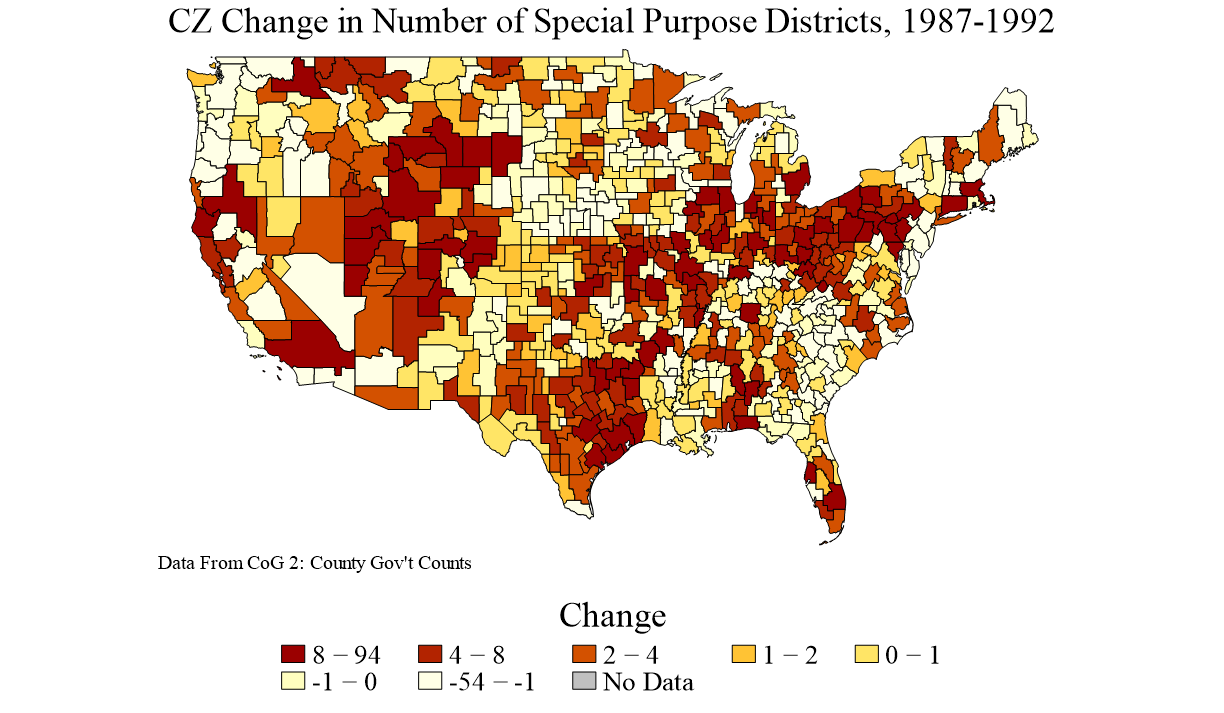 CZ Change in Number of Special Purpose Districts, 1987-1992
Data From CoG 2: County Gov't Counts
Change
8 − 94
4 − 8
2 − 4
1 − 2
0 − 1
-1 − 0
-54 − -1
No Data